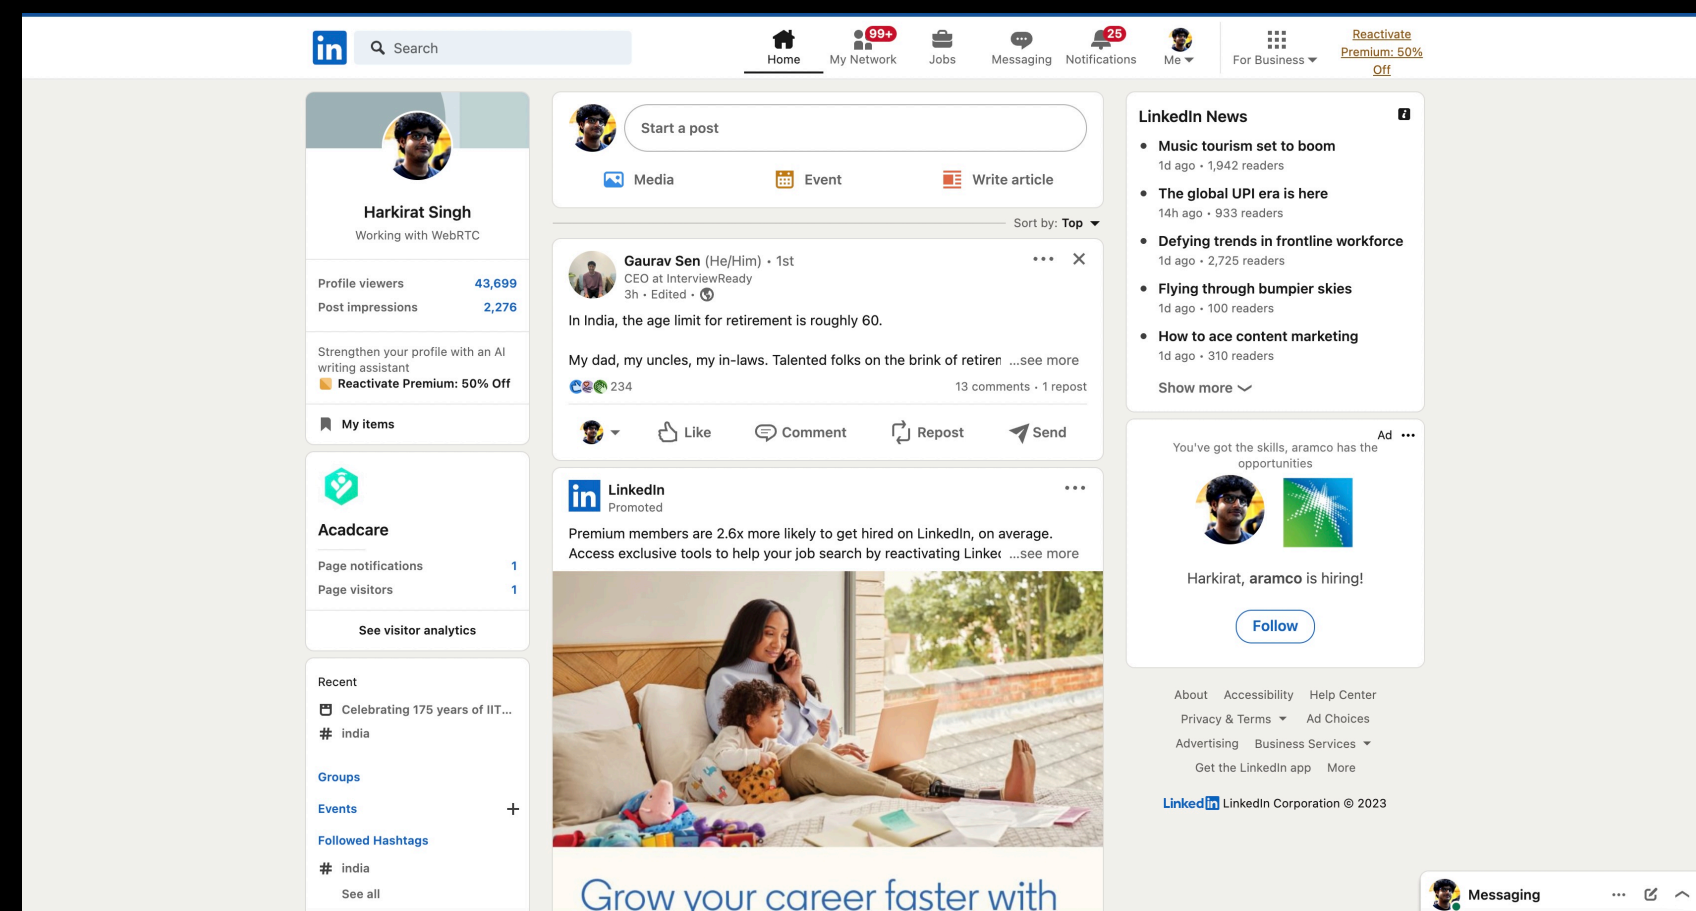 in
Search
Home
99+
My Network
Jobs
Messaging
25
Notifications
Me
For Business
Reactivate
Premium: 50%
Off
Harkirat Singh
Working with WebRTC
Profile viewers 43,699
Post impressions 2,276
Strengthen your profile with an AI
writing assistant
Reactivate Premium: 50% Off
My items
Acadcare
Page notifications 1
Page visitors 1
See visitor analytics
Recent
Celebrating 175 years of IIT...
# india
Groups
Events +
Followed Hashtags
# india
See all
Start a post
Media Event Write article
Sort by: Top
Gaurav Sen (He/Him) • 1st
CEO at InterviewReady
3h • Edited •
In India, the age limit for retirement is roughly 60.
My dad, my uncles, my in-laws. Talented folks on the brink of ...see more
234 13 comments • 1 repost
Like Comment Repost Send
in
LinkedIn
Promoted
Premium members are 2.6x more likely to get hired on LinkedIn, on average.
Access exclusive tools to help your job search by reactivating ...see more
Grow your career faster with
LinkedIn News
Music tourism set to boom
1d ago • 1,942 readers
The global UPI era is here
14h ago • 933 readers
Defying trends in frontline workforce
1d ago • 2,725 readers
Flying through bumpier skies
1d ago • 100 readers
How to ace content marketing
1d ago • 310 readers
Show more
Ad
You've got the skills, aramco has the
opportunities
Harkirat, aramco is hiring!
Follow
About Accessibility Help Center
Privacy & Terms Ad Choices
Advertising Business Services
Get the LinkedIn app More
LinkedIn LinkedIn Corporation © 2023
Messaging